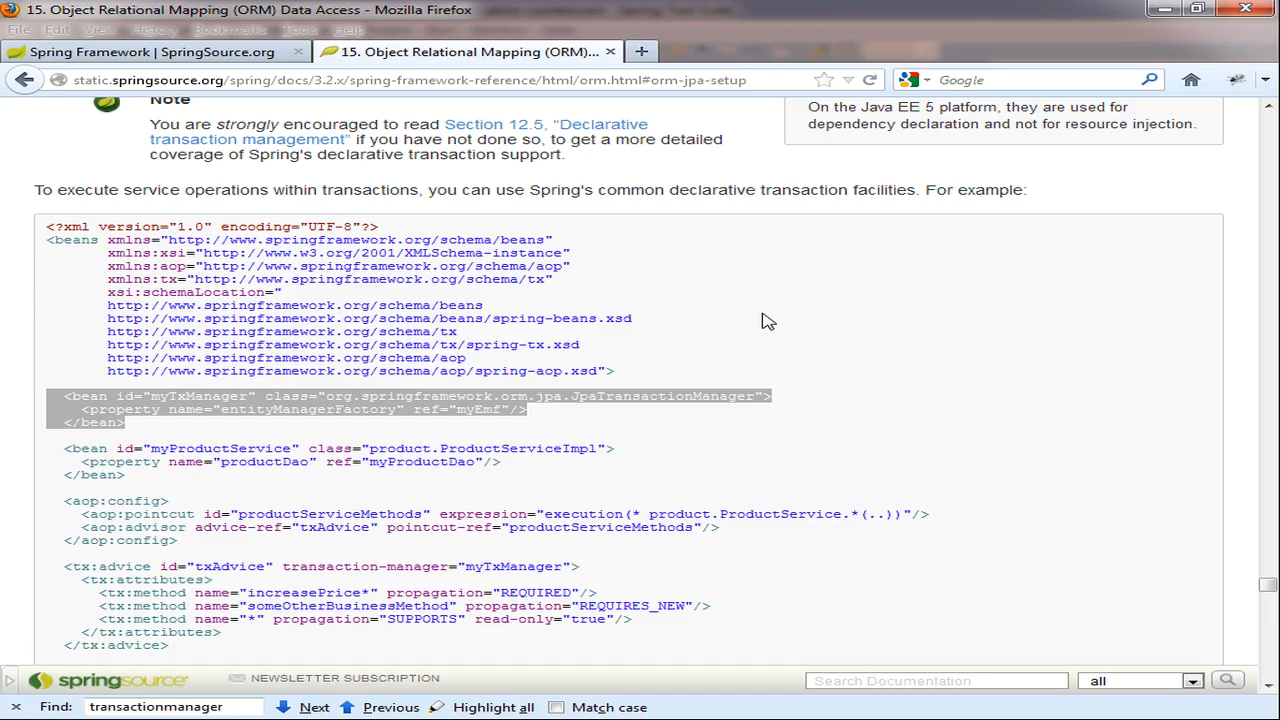 15. Object Relational Mapping (ORM) Data Access - Mozilla Firefox
File Edit View History Bookmarks Tools Help
Spring Framework | SpringSource.org × 15. Object Relational Mapping (ORM)... × +
static.springsource.org/spring/docs/3.2.x/spring-framework-reference/html/orm.html#orm-jpa-setup Google
Note
You are strongly encouraged to read Section 12.5, “Declarative
transaction management” if you have not done so, to get a more detailed
coverage of Spring's declarative transaction support.
On the Java EE 5 platform, they are used for
dependency declaration and not for resource injection.
To execute service operations within transactions, you can use Spring's common declarative transaction facilities. For example:
<?xml version="1.0" encoding="UTF-8"?>
<beans xmlns="http://www.springframework.org/schema/beans"
xmlns:xsi="http://www.w3.org/2001/XMLSchema-instance"
xmlns:aop="http://www.springframework.org/schema/aop"
xmlns:tx="http://www.springframework.org/schema/tx"
xsi:schemaLocation="
http://www.springframework.org/schema/beans
http://www.springframework.org/schema/beans/spring-beans.xsd
http://www.springframework.org/schema/tx
http://www.springframework.org/schema/tx/spring-tx.xsd
http://www.springframework.org/schema/aop
http://www.springframework.org/schema/aop/spring-aop.xsd">
<bean id="myTxManager" class="org.springframework.orm.jpa.JpaTransactionManager">
<property name="entityManagerFactory" ref="myEmf"/>
</bean>
<bean id="myProductService" class="product.ProductServiceImpl">
<property name="productDao" ref="myProductDao"/>
</bean>
<aop:config>
<aop:pointcut id="productServiceMethods" expression="execution(* product.ProductService.*(..))"/>
<aop:advisor advice-ref="txAdvice" pointcut-ref="productServiceMethods"/>
</aop:config>
<tx:advice id="txAdvice" transaction-manager="myTxManager">
<tx:attributes>
<tx:method name="increasePrice*" propagation="REQUIRED"/>
<tx:method name="someOtherBusinessMethod" propagation="REQUIRES_NEW"/>
<tx:method name="*" propagation="SUPPORTS" read-only="true"/>
</tx:attributes>
</tx:advice>
springsource NEWSLETTER SUBSCRIPTION Search Documentation all
× Find: transactionmanager Next Previous Highlight all Match case